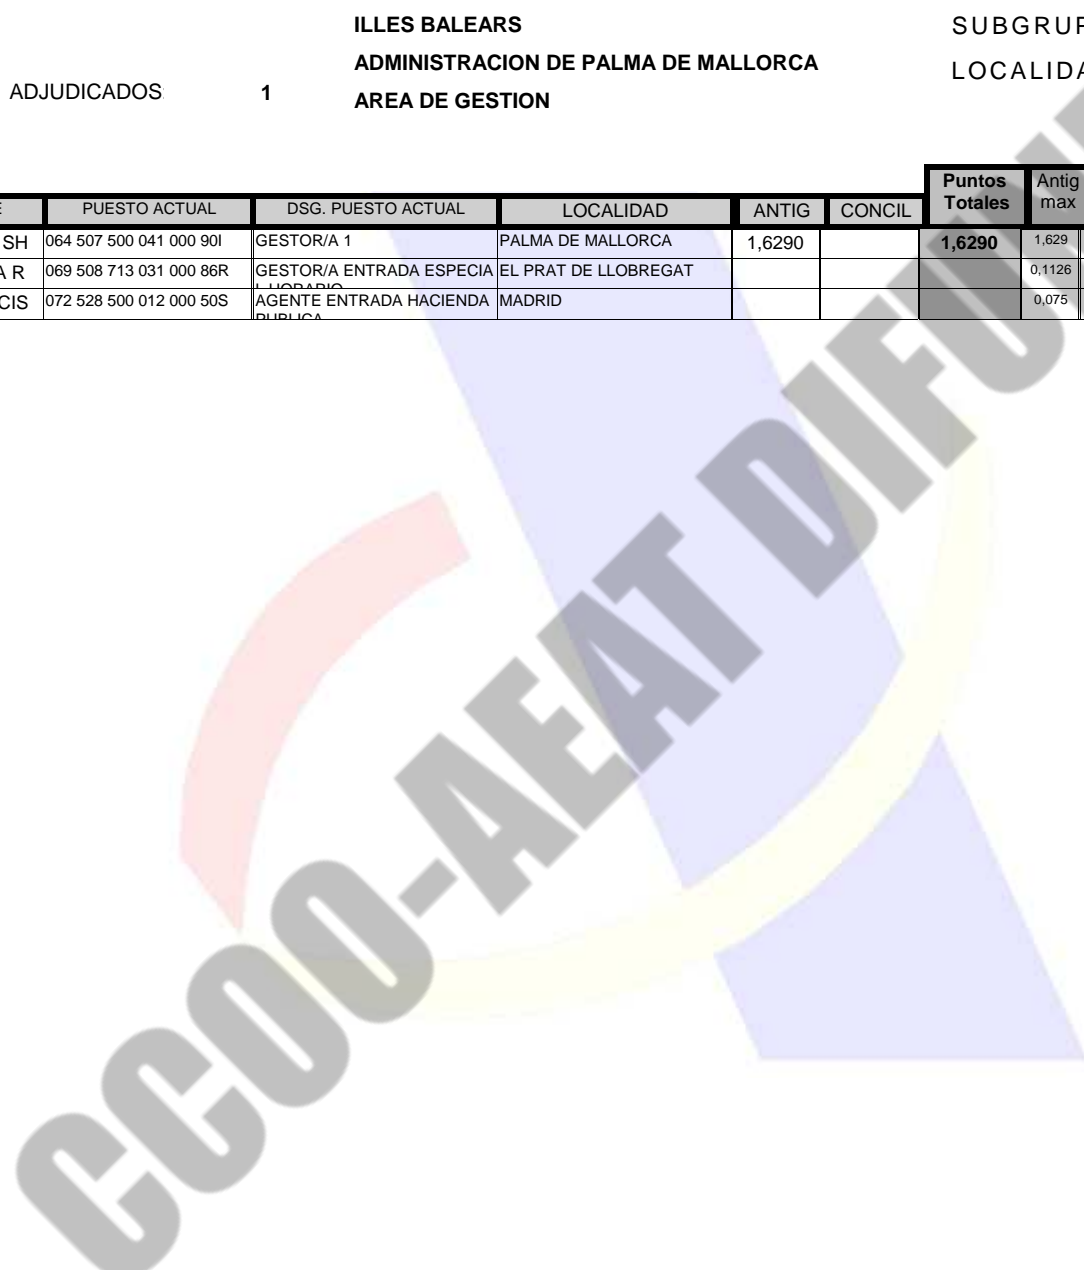 ILLES BALEARS
ADMINISTRACION DE PALMA DE MALLORCA
AREA DE GESTION
ADJUDICADOS: 1
SUBGRUP
LOCALIDA
PUESTO ACTUAL DSG. PUESTO ACTUAL LOCALIDAD ANTIG CONCIL Puntos Totales Antig max
SH 064 507 500 041 000 90I GESTOR/A 1 PALMA DE MALLORCA 1,6290 1,6290 1,629
A R 069 508 713 031 000 86R GESTOR/A ENTRADA ESPECIA EL PRAT DE LLOBREGAT 0,1126
L HORARIO
CIS 072 528 500 012 000 50S AGENTE ENTRADA HACIENDA MADRID 0,075
PUBLICA
CCOO-AEAT DIFUN